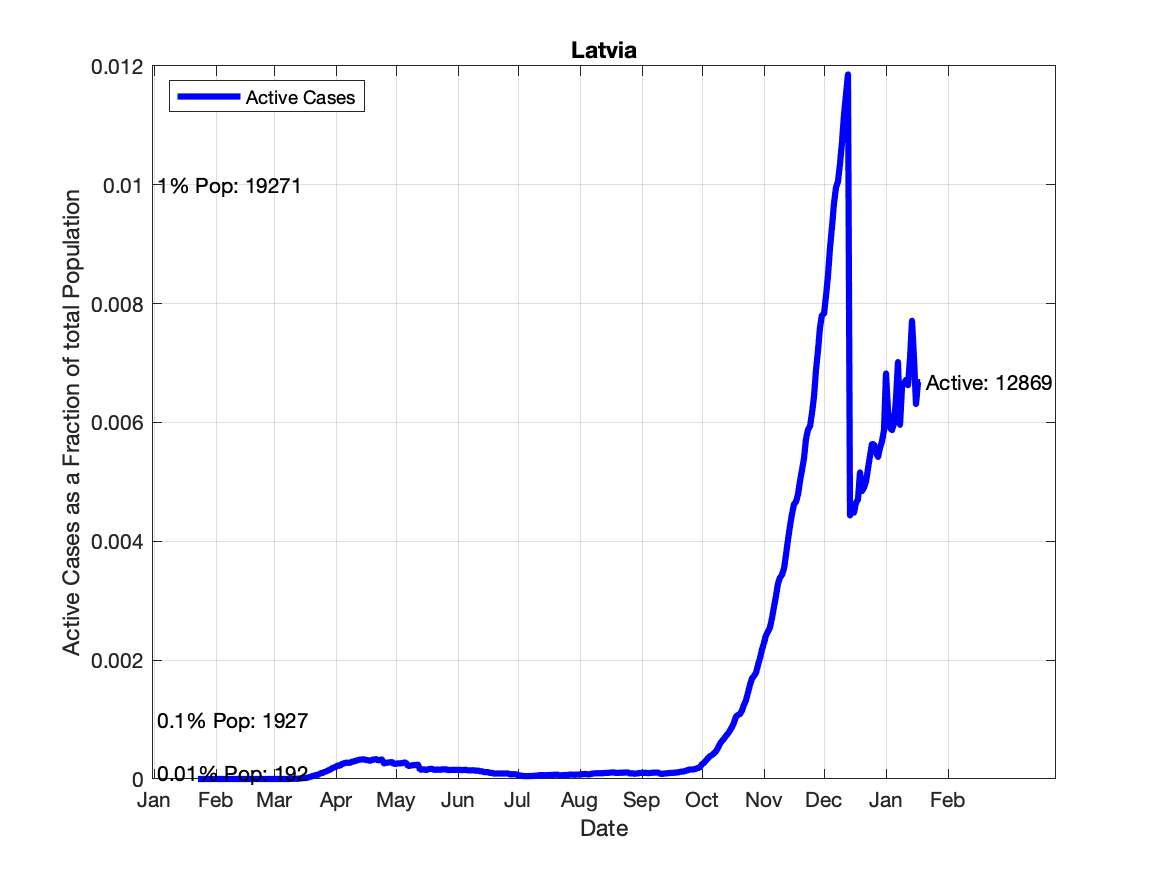 Latvia
0.012
Active Cases
0.01
1% Pop: 19271
0.008
0.006
Active: 12869
0.004
0.002
0.1% Pop: 1927
0.01% Pop: 192
0
Active Cases as a Fraction of total Population
Jan Feb Mar Apr May Jun Jul Aug Sep Oct Nov Dec Jan Feb
Date